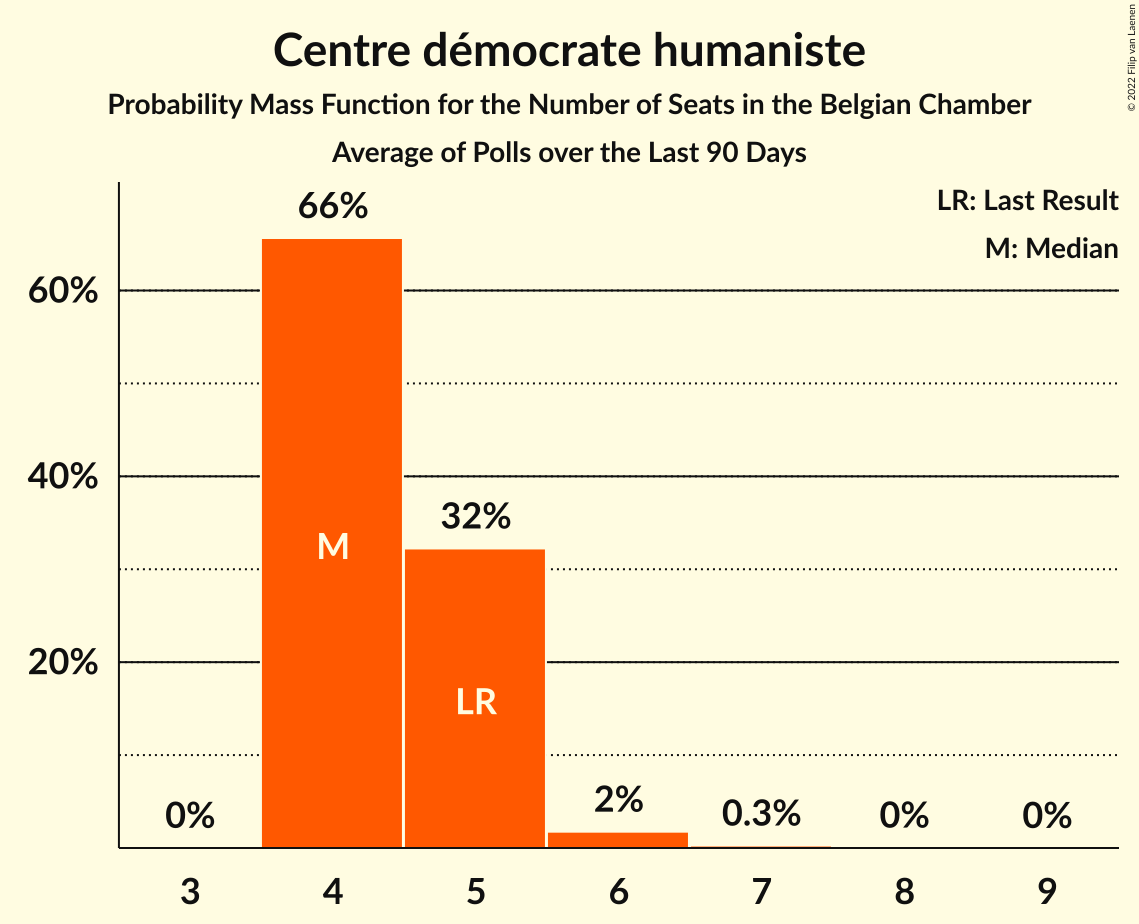 Centre démocrate humaniste
Probability Mass Function for the Number of Seats in the Belgian Chamber
Average of Polls over the Last 90 Days
© 2022 Filip van Laenen
LR: Last Result
M: Median
66%
60%
40%
32%
M
20%
LR
0%
2%
0.3%
0%
0%
3 4 5 6 7 8 9